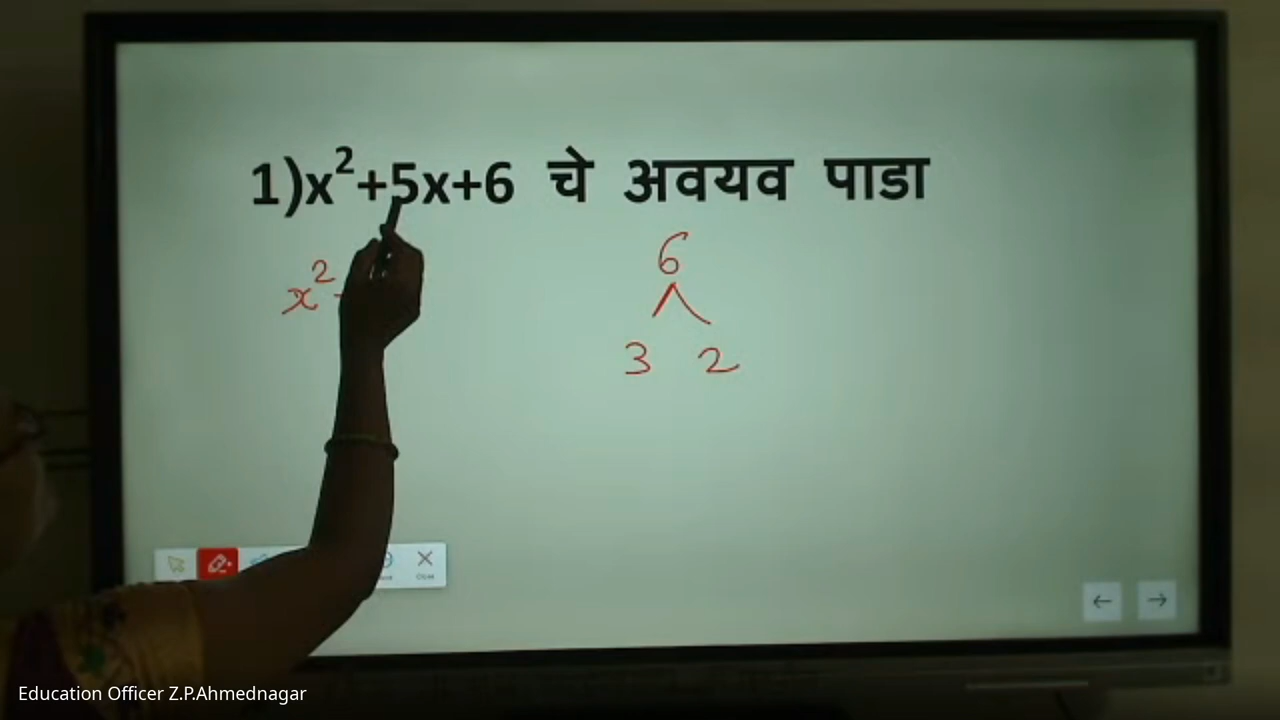 1)x²+5x+6 चे अवयव पाडा
x²
6
3 2
Education Officer Z.P.Ahmednagar